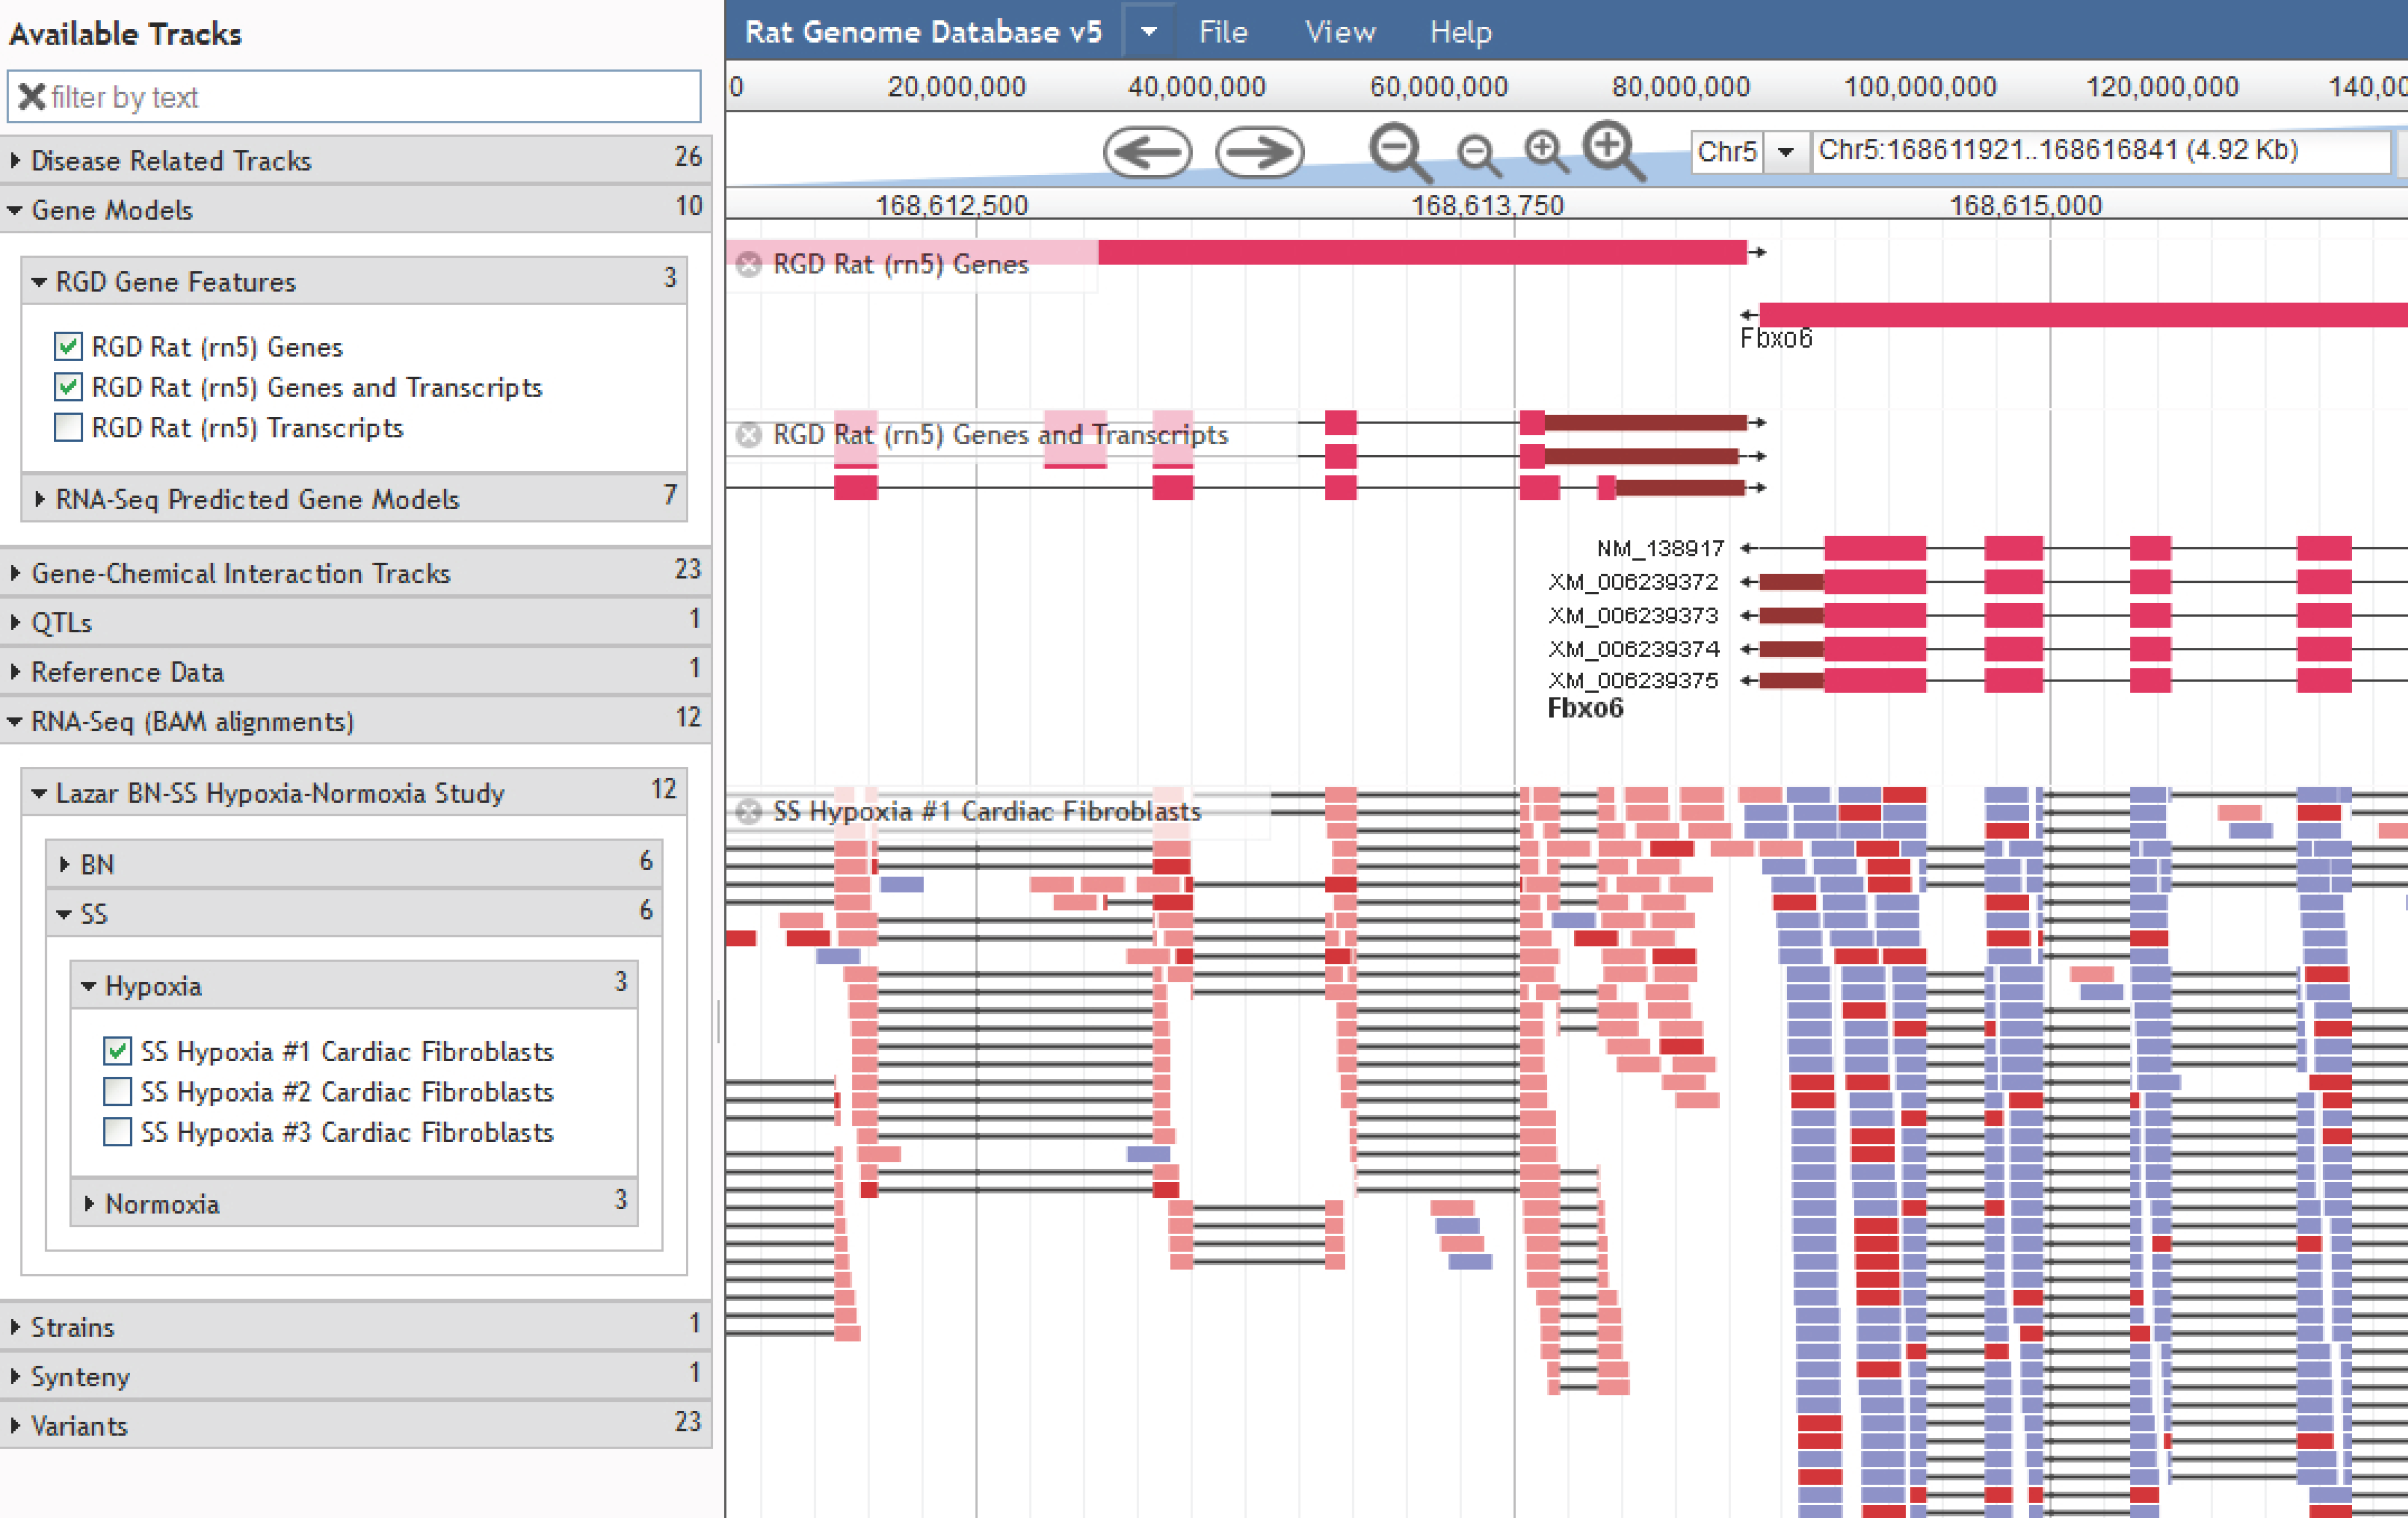 Available Tracks
filter by text
Disease Related Tracks 26
Gene Models 10
RGD Gene Features 3
RGD Rat (rn5) Genes
RGD Rat (rn5) Genes and Transcripts
RGD Rat (rn5) Transcripts
RNA-Seq Predicted Gene Models 7
Gene-Chemical Interaction Tracks 23
QTLs 1
Reference Data 1
RNA-Seq (BAM alignments) 12
Lazar BN-SS Hypoxia-Normoxia Study 12
BN 6
SS 6
Hypoxia 3
SS Hypoxia #1 Cardiac Fibroblasts
SS Hypoxia #2 Cardiac Fibroblasts
SS Hypoxia #3 Cardiac Fibroblasts
Normoxia 3
Strains 1
Synteny 1
Variants 23
Rat Genome Database v5 File View Help
0 20,000,000 40,000,000 60,000,000 80,000,000 100,000,000 120,000,000 140,00
Chr5 Chr5:168611921..168616841 (4.92 Kb)
168,612,500 168,613,750 168,615,000
RGD Rat (rn5) Genes
Fbxo6
RGD Rat (rn5) Genes and Transcripts
NM_138917
XM_006239372
XM_006239373
XM_006239374
XM_006239375
Fbxo6
SS Hypoxia #1 Cardiac Fibroblasts